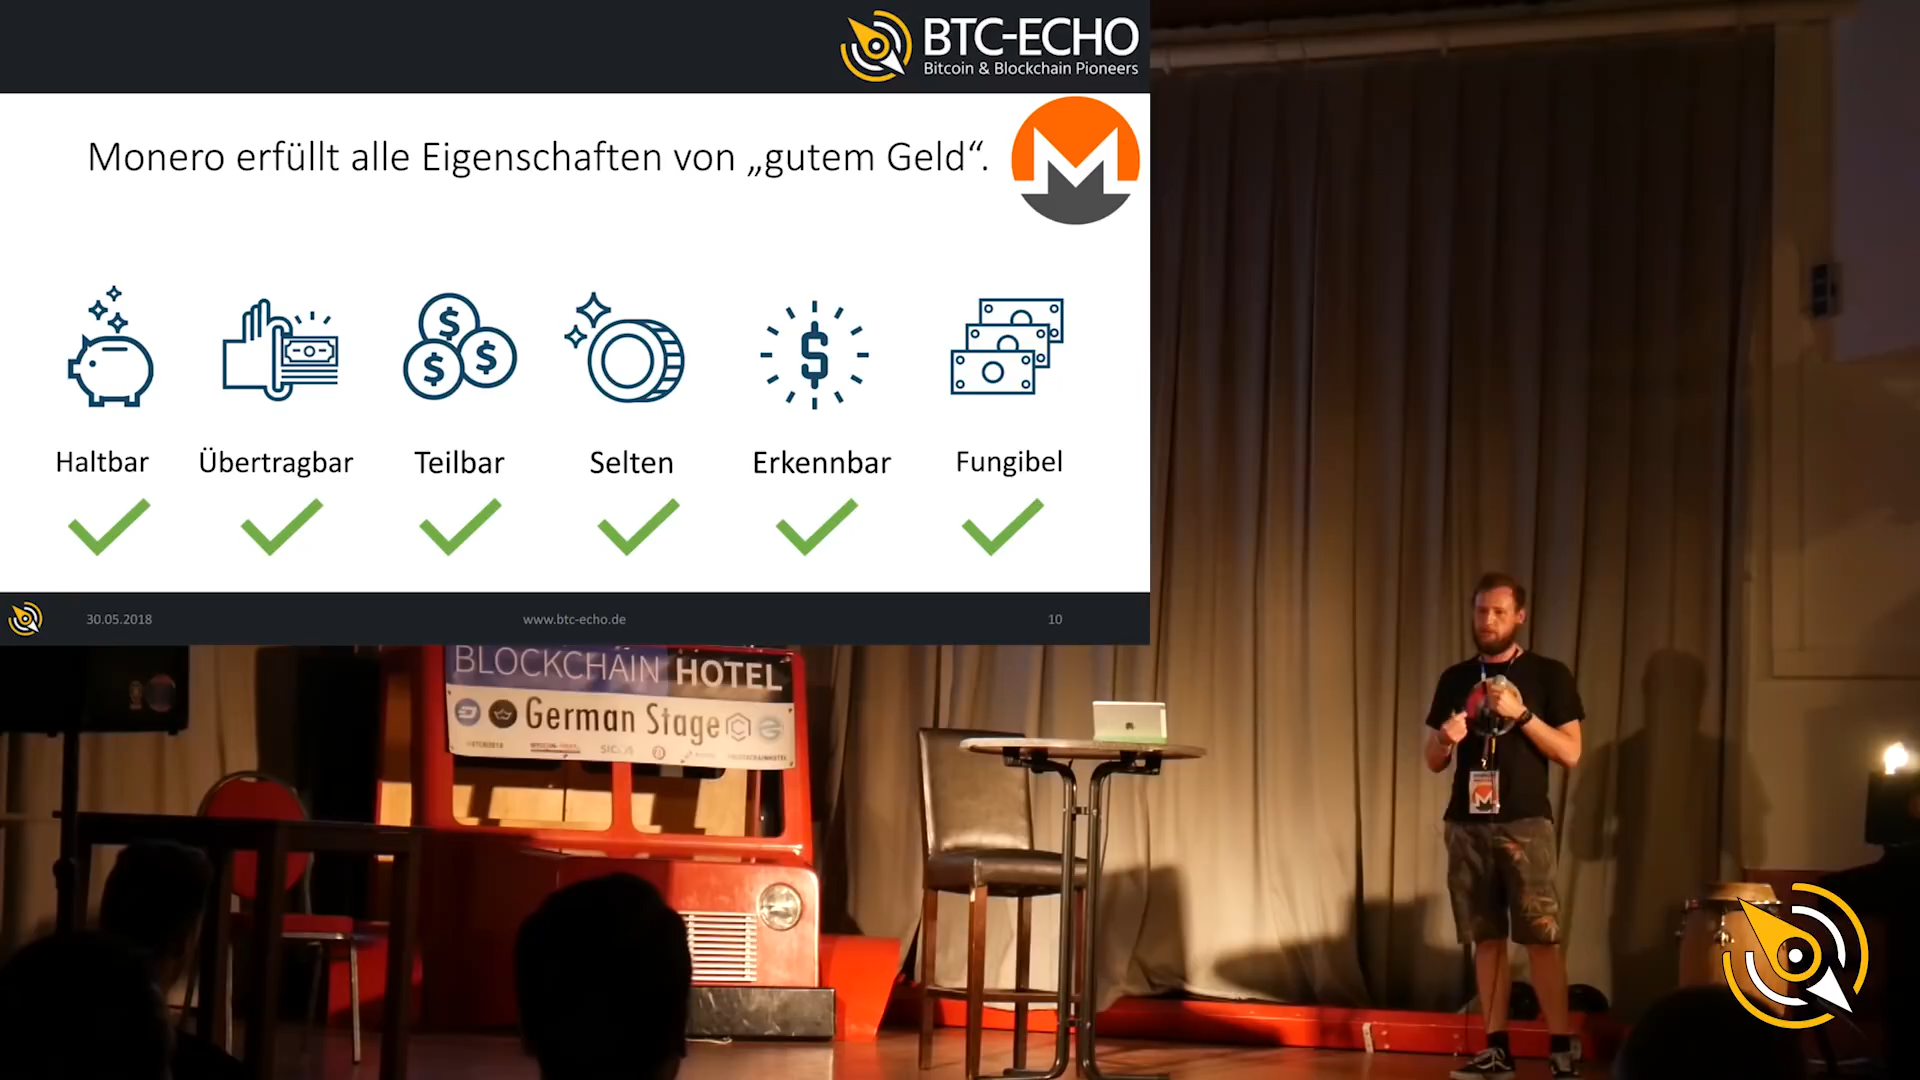 BTC-ECHO
Bitcoin & Blockchain Pioneers
Monero erfüllt alle Eigenschaften von „gutem Geld“.
Haltbar Übertragbar Teilbar Selten Erkennbar Fungibel
30.05.2018 www.btc-echo.de 10
BLOCKCHAIN HOTEL
German Stage